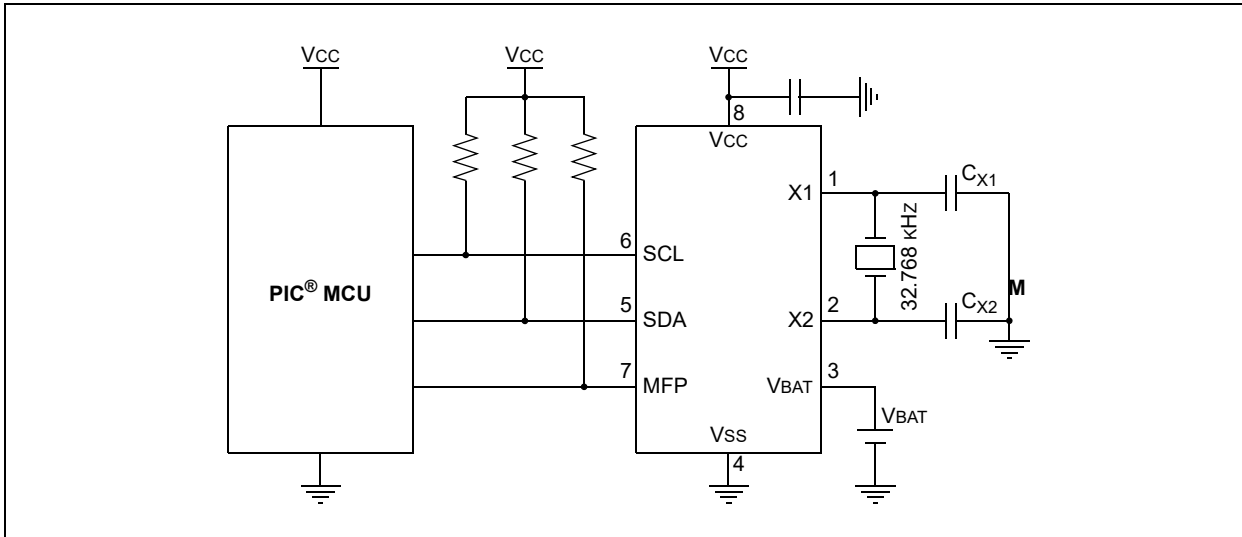 VCC
VCC
VCC
8
VCC
X1
1
CX1
32.768 кHz
6
SCL
PIC® MCU
M
5
SDA
X2
2
CX2
7
MFP
VBAT
3
VBAT
VSS
4